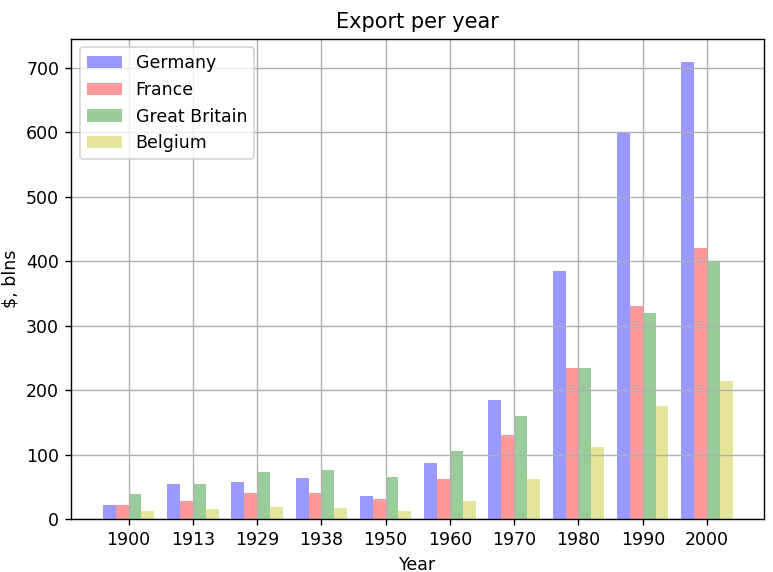 Export per year
Germany
France
Great Britain
Belgium
700
600
500
400
300
200
100
0
$, blns
1900 1913 1929 1938 1950 1960 1970 1980 1990 2000
Year